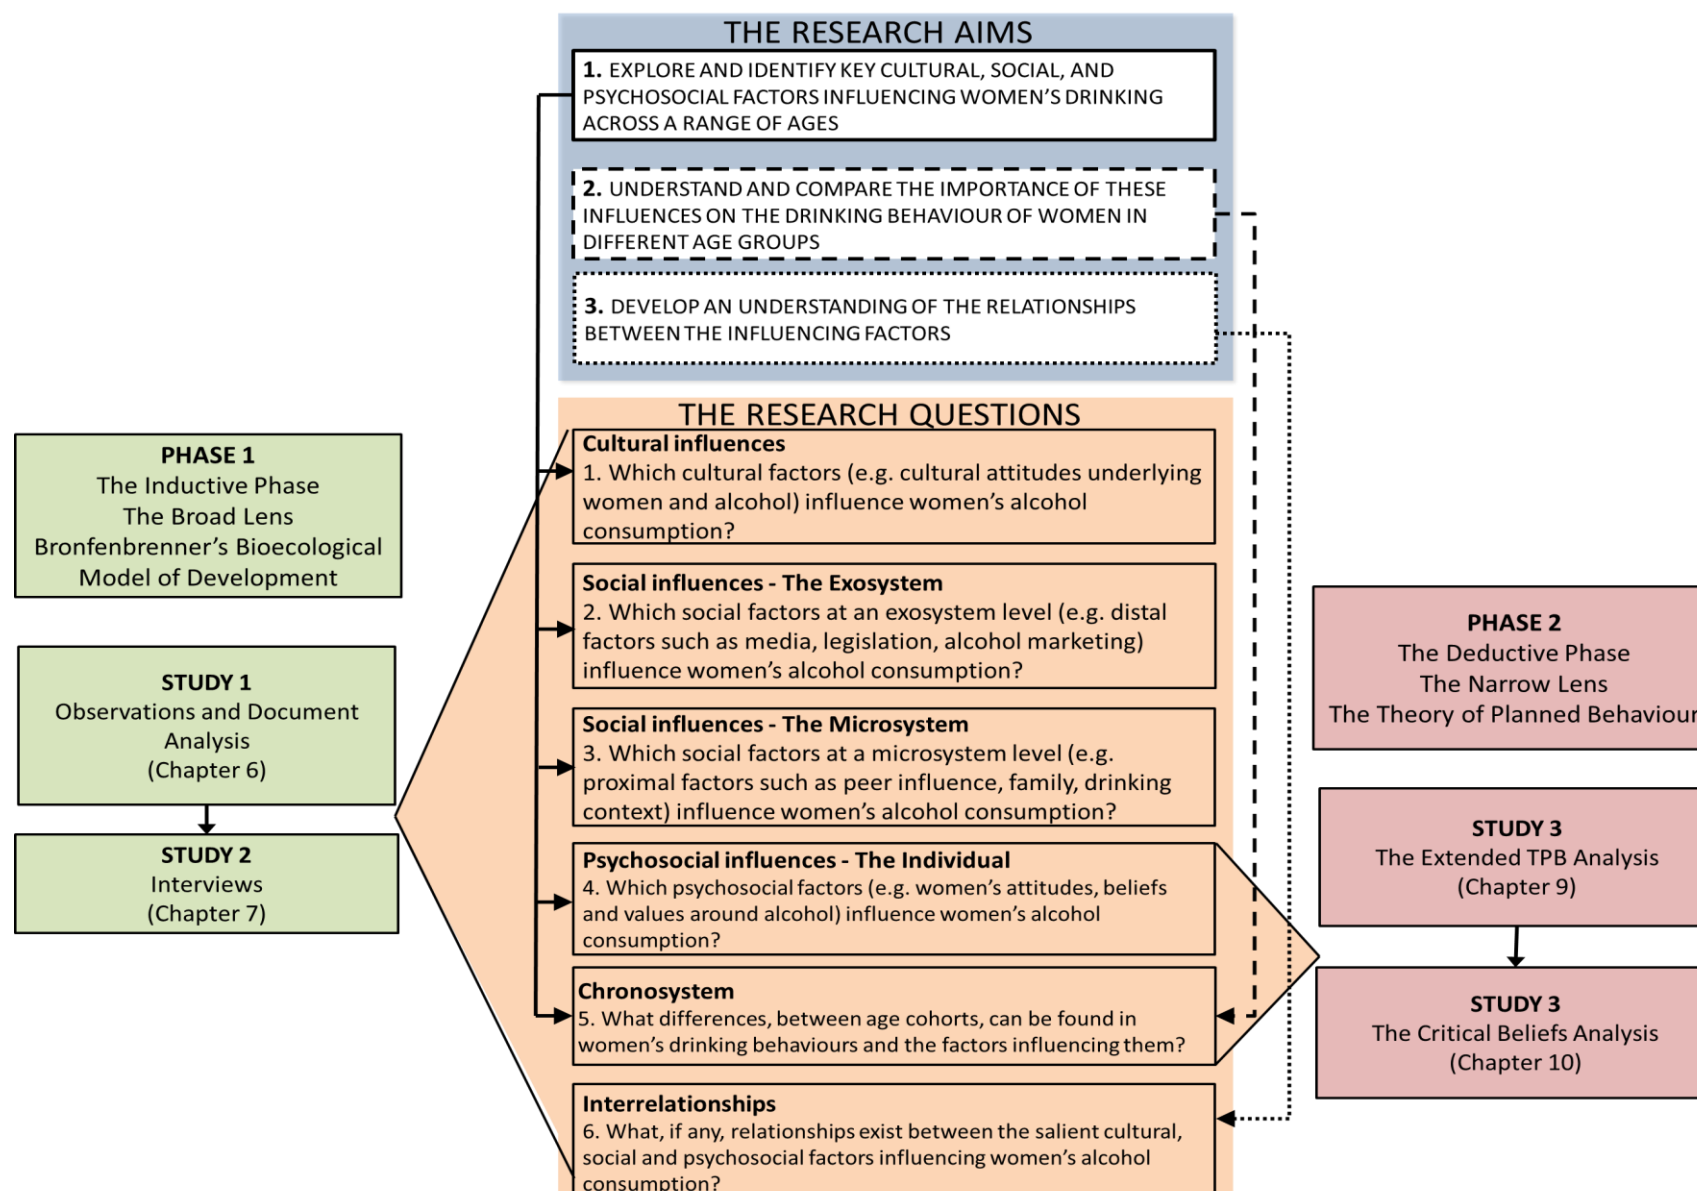 THE RESEARCH AIMS
1. EXPLORE AND IDENTIFY KEY CULTURAL, SOCIAL, AND
PSYCHOSOCIAL FACTORS INFLUENCING WOMEN'S DRINKING
ACROSS A RANGE OF AGES
2. UNDERSTAND AND COMPARE THE IMPORTANCE OF THESE
INFLUENCES ON THE DRINKING BEHAVIOUR OF WOMEN IN
DIFFERENT AGE GROUPS
3. DEVELOP AN UNDERSTANDING OF THE RELATIONSHIPS
BETWEEN THE INFLUENCING FACTORS
PHASE 1
The Inductive Phase
The Broad Lens
Bronfenbrenner's Bioecological
Model of Development
STUDY 1
Observations and Document
Analysis
(Chapter 6)
STUDY 2
Interviews
(Chapter 7)
THE RESEARCH QUESTIONS
Cultural influences
1. Which cultural factors (e.g. cultural attitudes underlying
women and alcohol) influence women's alcohol
consumption?
Social influences - The Exosystem
2. Which social factors at an exosystem level (e.g. distal
factors such as media, legislation, alcohol marketing)
influence women's alcohol consumption?
Social influences - The Microsystem
3. Which social factors at a microsystem level (e.g.
proximal factors such as peer influence, family, drinking
context) influence women's alcohol consumption?
Psychosocial influences - The Individual
4. Which psychosocial factors (e.g. women's attitudes, beliefs
and values around alcohol) influence women's alcohol
consumption?
Chronosystem
5. What differences, between age cohorts, can be found in
women's drinking behaviours and the factors influencing them?
Interrelationships
6. What, if any, relationships exist between the salient cultural,
social and psychosocial factors influencing women's alcohol
consumption?
PHASE 2
The Deductive Phase
The Narrow Lens
The Theory of Planned Behaviour
STUDY 3
The Extended TPB Analysis
(Chapter 9)
STUDY 3
The Critical Beliefs Analysis
(Chapter 10)